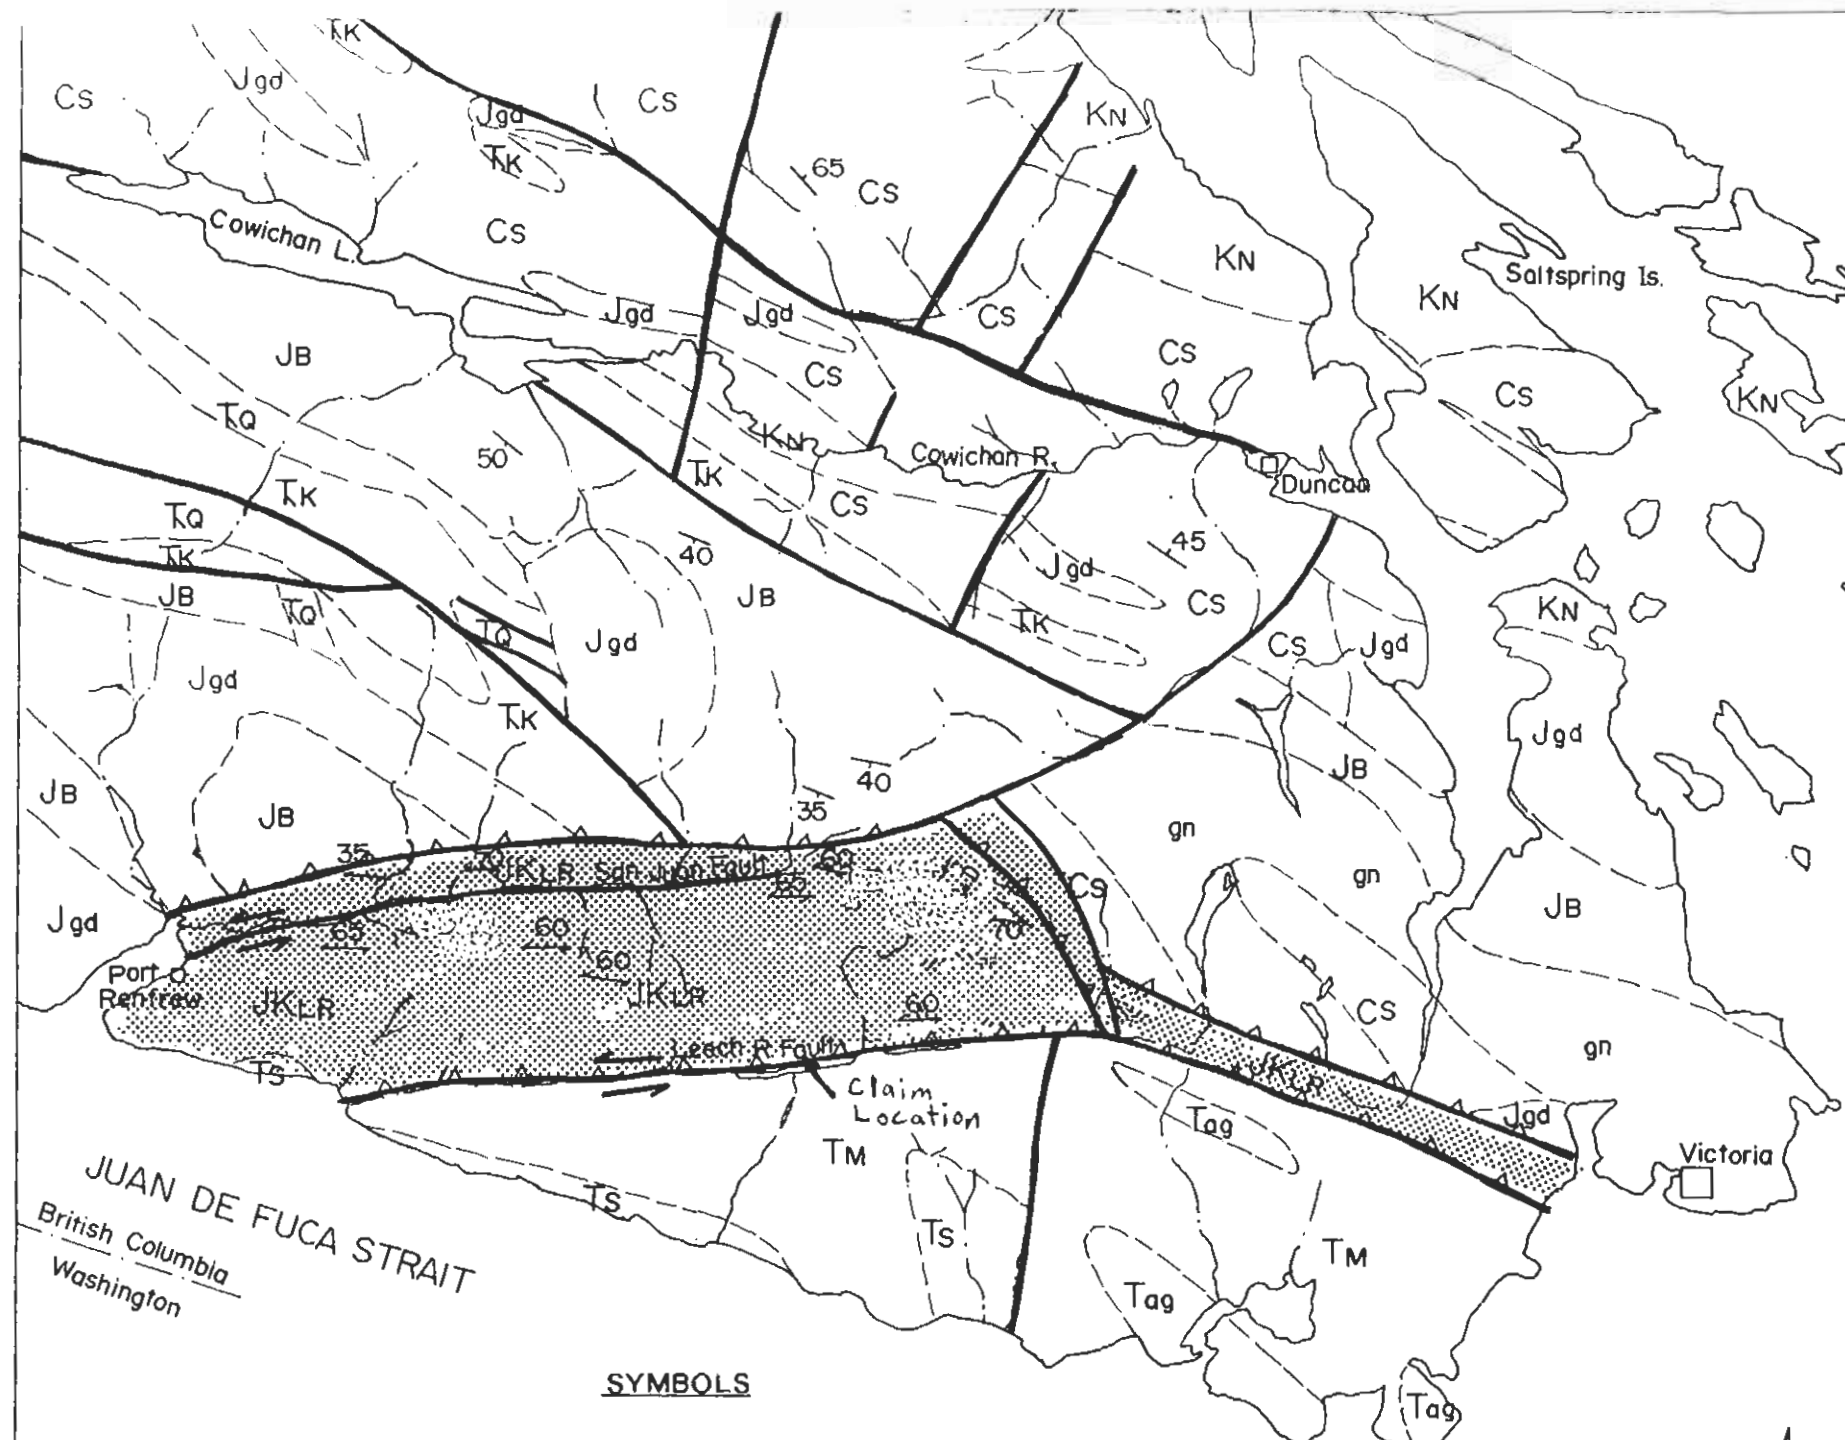 TK
Jgd
CS
Jgd
CS
KN
TK
65
CS
Cowichan L.
CS
KN
Saltspring Is.
KN
Jgd
Jgd
CS
JB
CS
CS
CS
KN
TQ
KN
Cowichan R.
50
TK
TK
CS
Duncan
TQ
TK
40
45
Jgd
JB
TQ
JB
CS
KN
TK
TQ
Jgd
CS
Jgd
Jgd
TK
Jgd
JB
JB
40
35
JB
gn
35
70
JKLR San Juan Fault
60
CS
gn
JB
Jgd
65
60
70
60
Port
Renfrew
JKLR
JKLR
60
CS
gn
TS
Leech R Fault
JKLR
Claim
Location
Tag
Jgd
TM
Victoria
JUAN DE FUCA STRAIT
TS
British Columbia
Washington
TS
TM
Tag
SYMBOLS
Tag